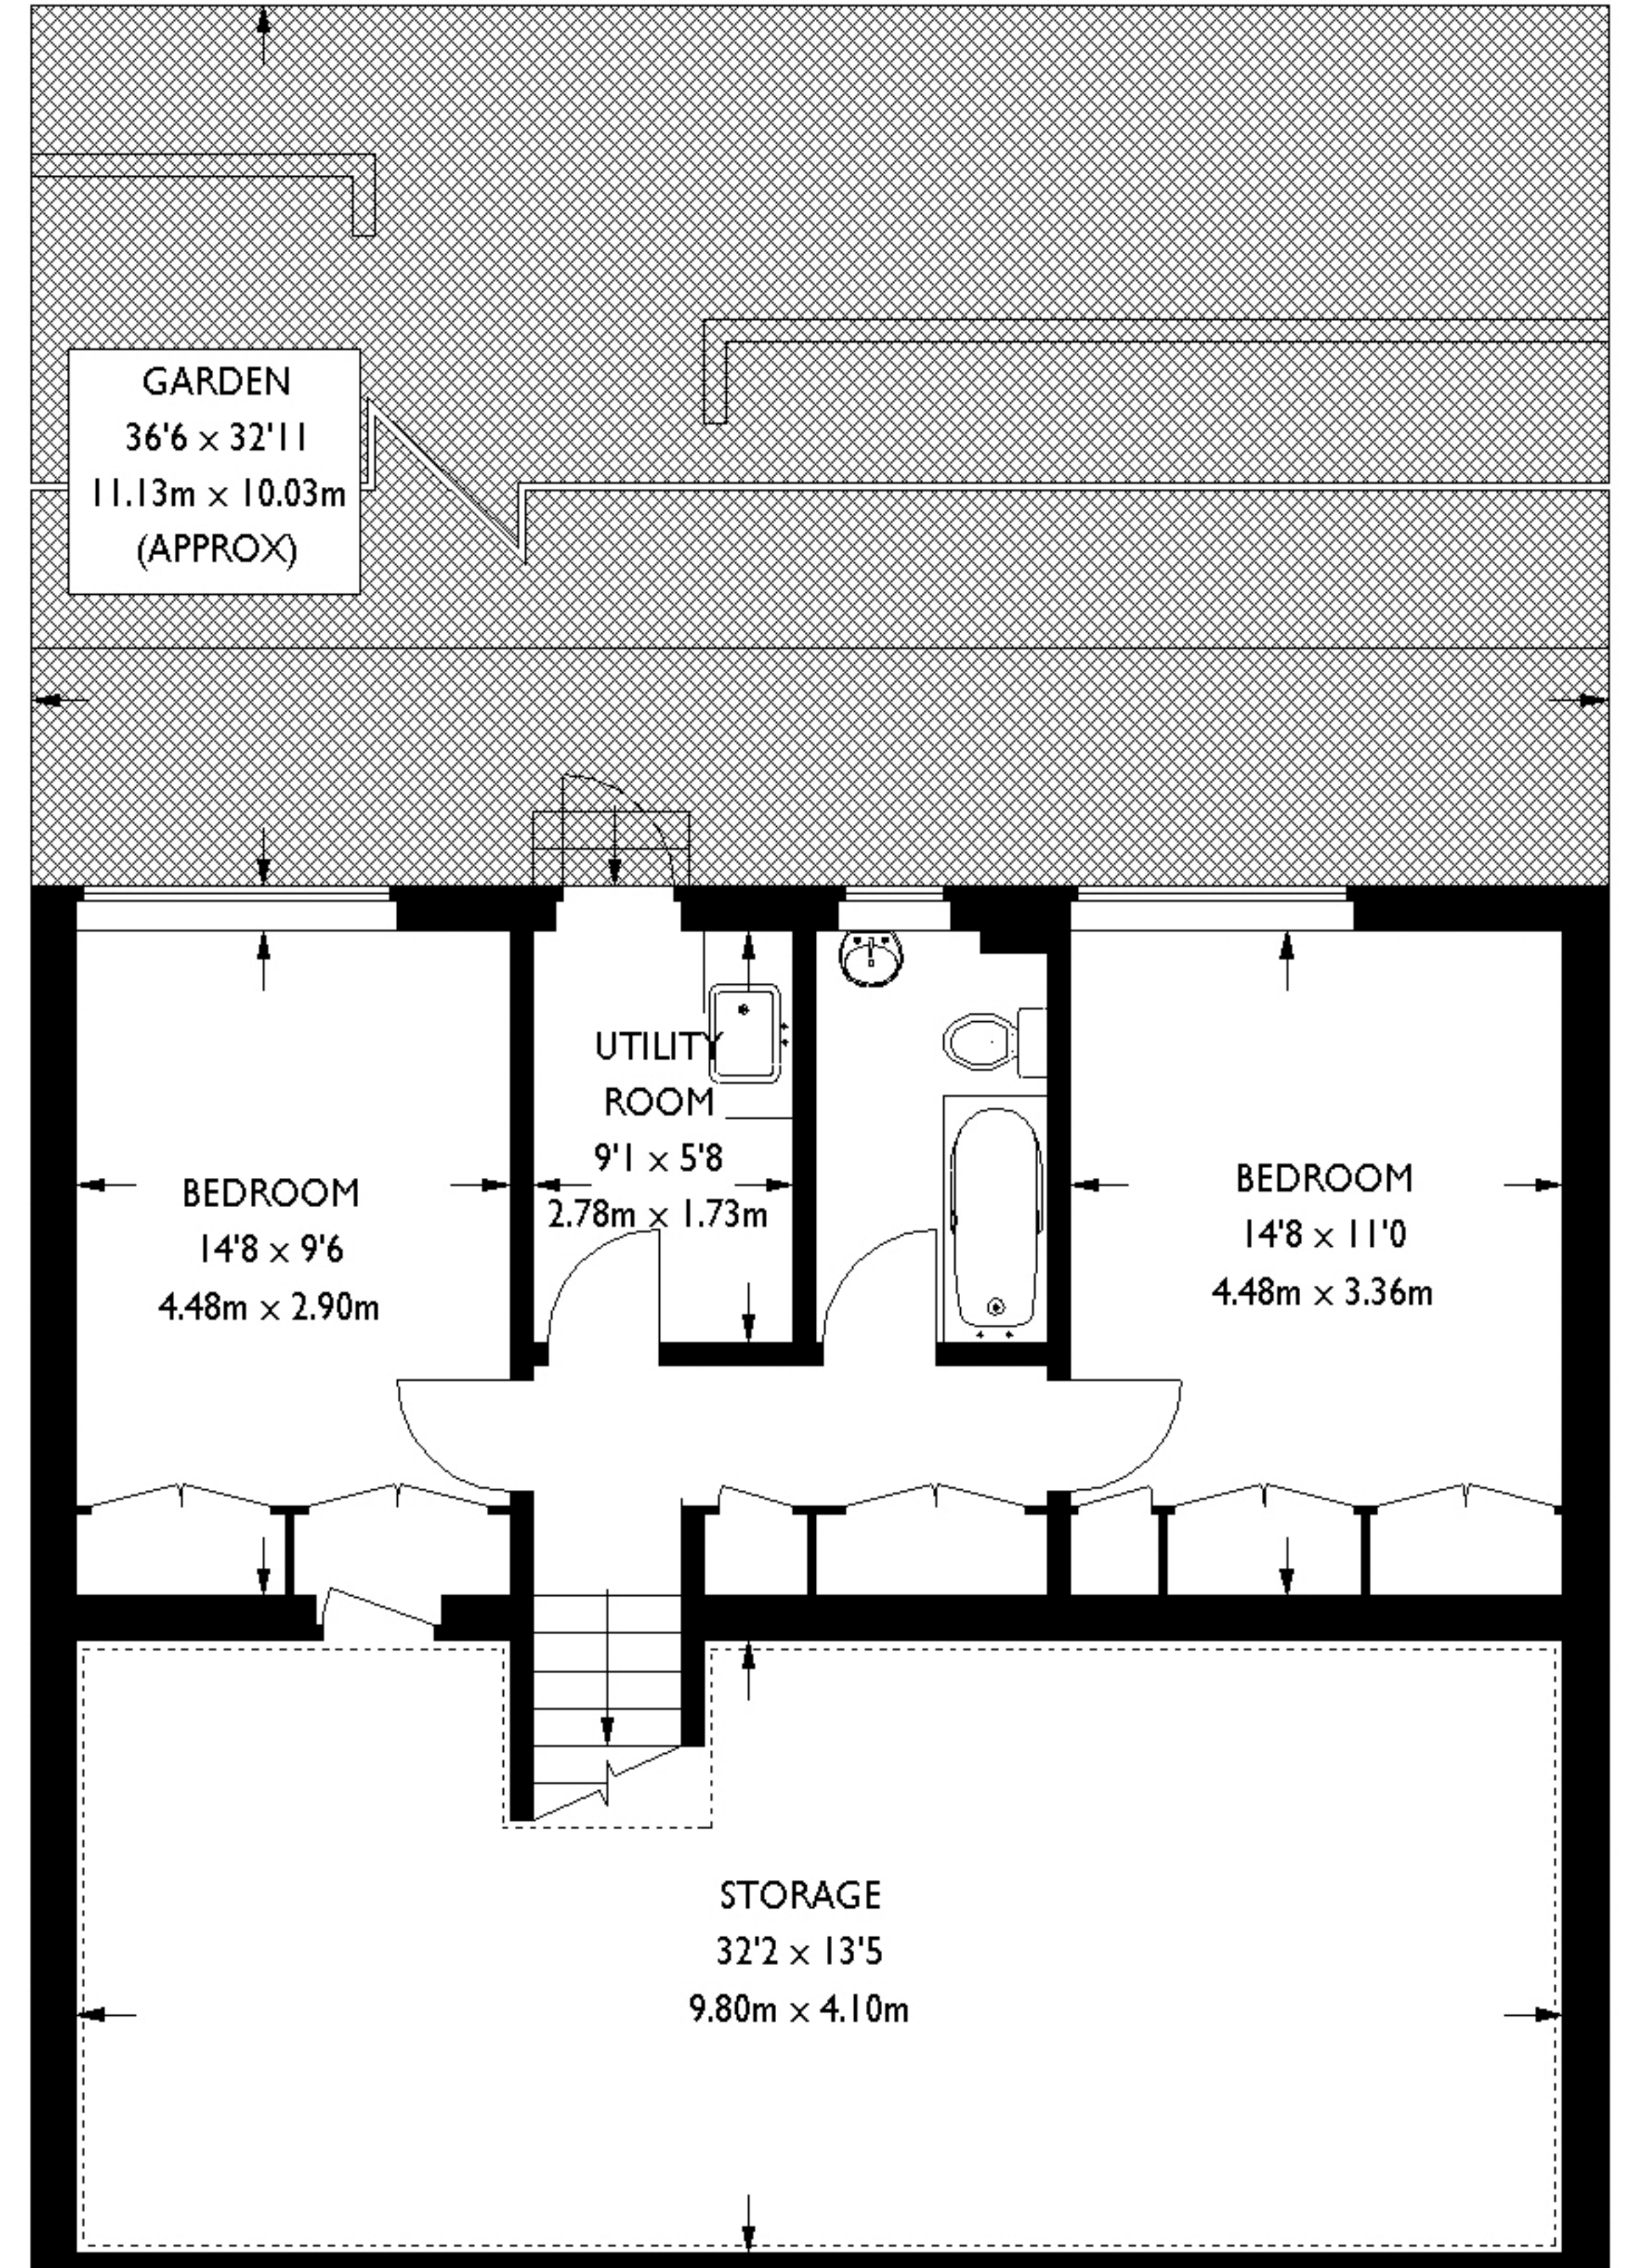 GARDEN
36'6 x 32'11
11.13m x 10.03m
(APPROX)
UTILITY
ROOM
9'1 x 5'8
2.78m x 1.73m
BEDROOM
14'8 x 9'6
4.48m x 2.90m
BEDROOM
14'8 x 11'0
4.48m x 3.36m
STORAGE
32'2 x 13'5
9.80m x 4.10m